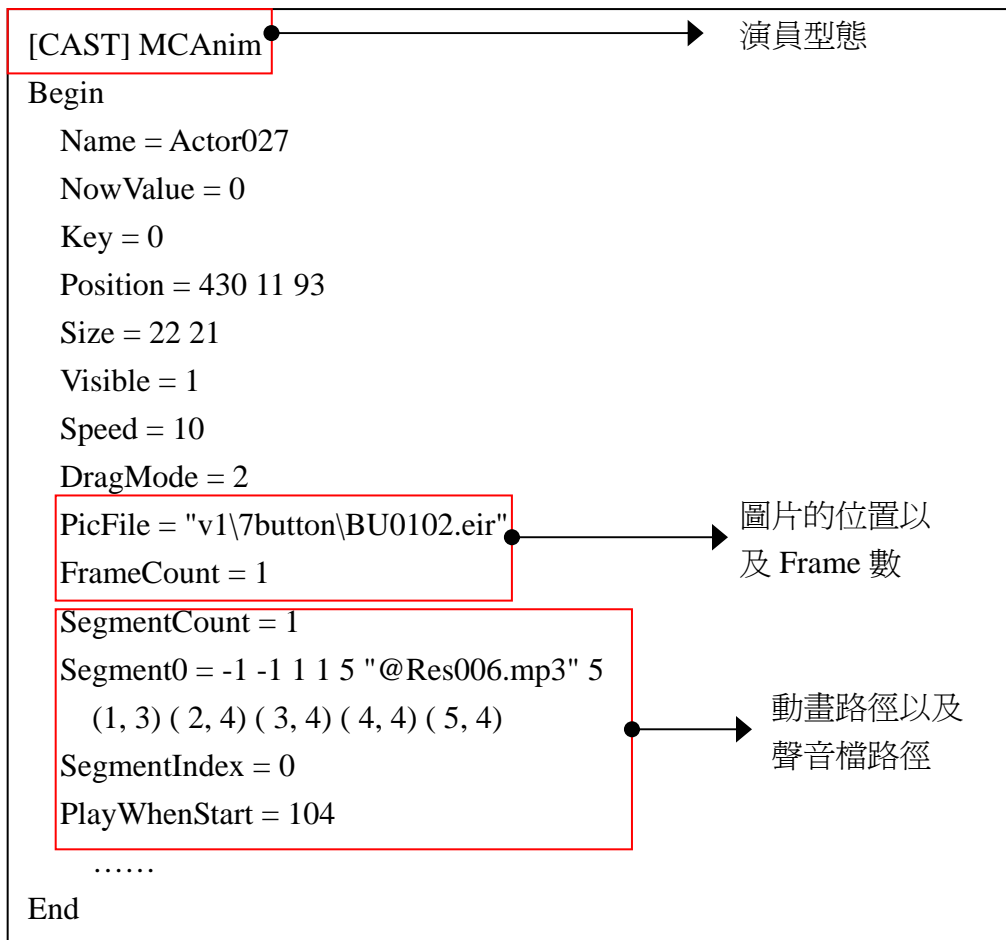 [CAST] MCAnim
演員型態
Begin
Name = Actor027
NowValue = 0
Key = 0
Position = 430 11 93
Size = 22 21
Visible = 1
Speed = 10
DragMode = 2
PicFile = "v1\7button\BU0102.eir"
FrameCount = 1
圖片的位置以
及 Frame 數
SegmentCount = 1
Segment0 = -1 -1 1 1 5 "@Res006.mp3" 5
(1, 3) ( 2, 4) ( 3, 4) ( 4, 4) ( 5, 4)
SegmentIndex = 0
PlayWhenStart = 104
動畫路徑以及
聲音檔路徑
……
End